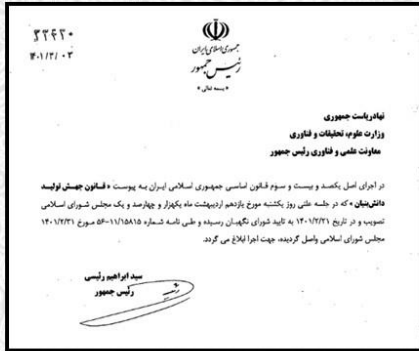 ۳۳۶۲۰
۱۴۰۱/۳/۰۳
جمهوری اسلامی ایران
رئیس جمهور
بسمه تعالی
نهاد ریاست جمهوری
وزارت علوم، تحقیقات و فناوری
معاونت علمی و فناوری رئیس جمهور
در اجرای اصل یکصد و بیست و سوم قانون اساسی جمهوری اسلامی ایران به پیوست «قانون جهش تولید
دانش‌بنیان» که در جلسه علنی روز یکشنبه مورخ یازدهم اردیبهشت ماه یکهزار و چهارصد و یک مجلس شورای اسلامی
تصویب و در تاریخ ۱۴۰۱/۲/۲۱ به تایید شورای نگهبان رسیده و طی نامه شماره ۵۶-۱۱/۱۵۸۱۵ مورخ ۱۴۰۱/۲/۳۱
مجلس شورای اسلامی واصل گردیده، جهت اجرا ابلاغ می گردد.
سید ابراهیم رئیسی
رئیس جمهور